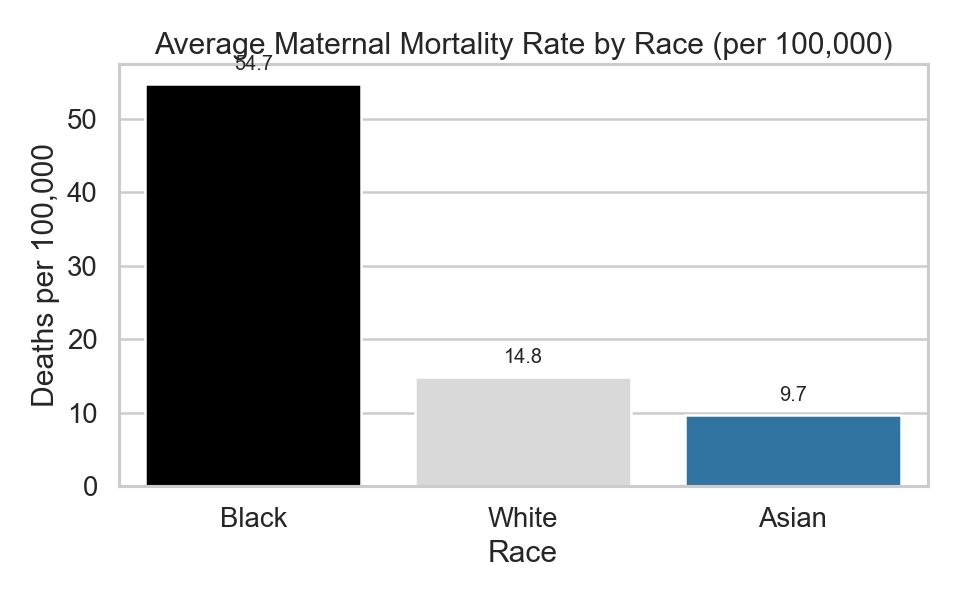 Average Maternal Mortality Rate by Race (per 100,000)
54.7
50
40
30
20
10
0
14.8
9.7
Deaths per 100,000
Black
White
Asian
Race